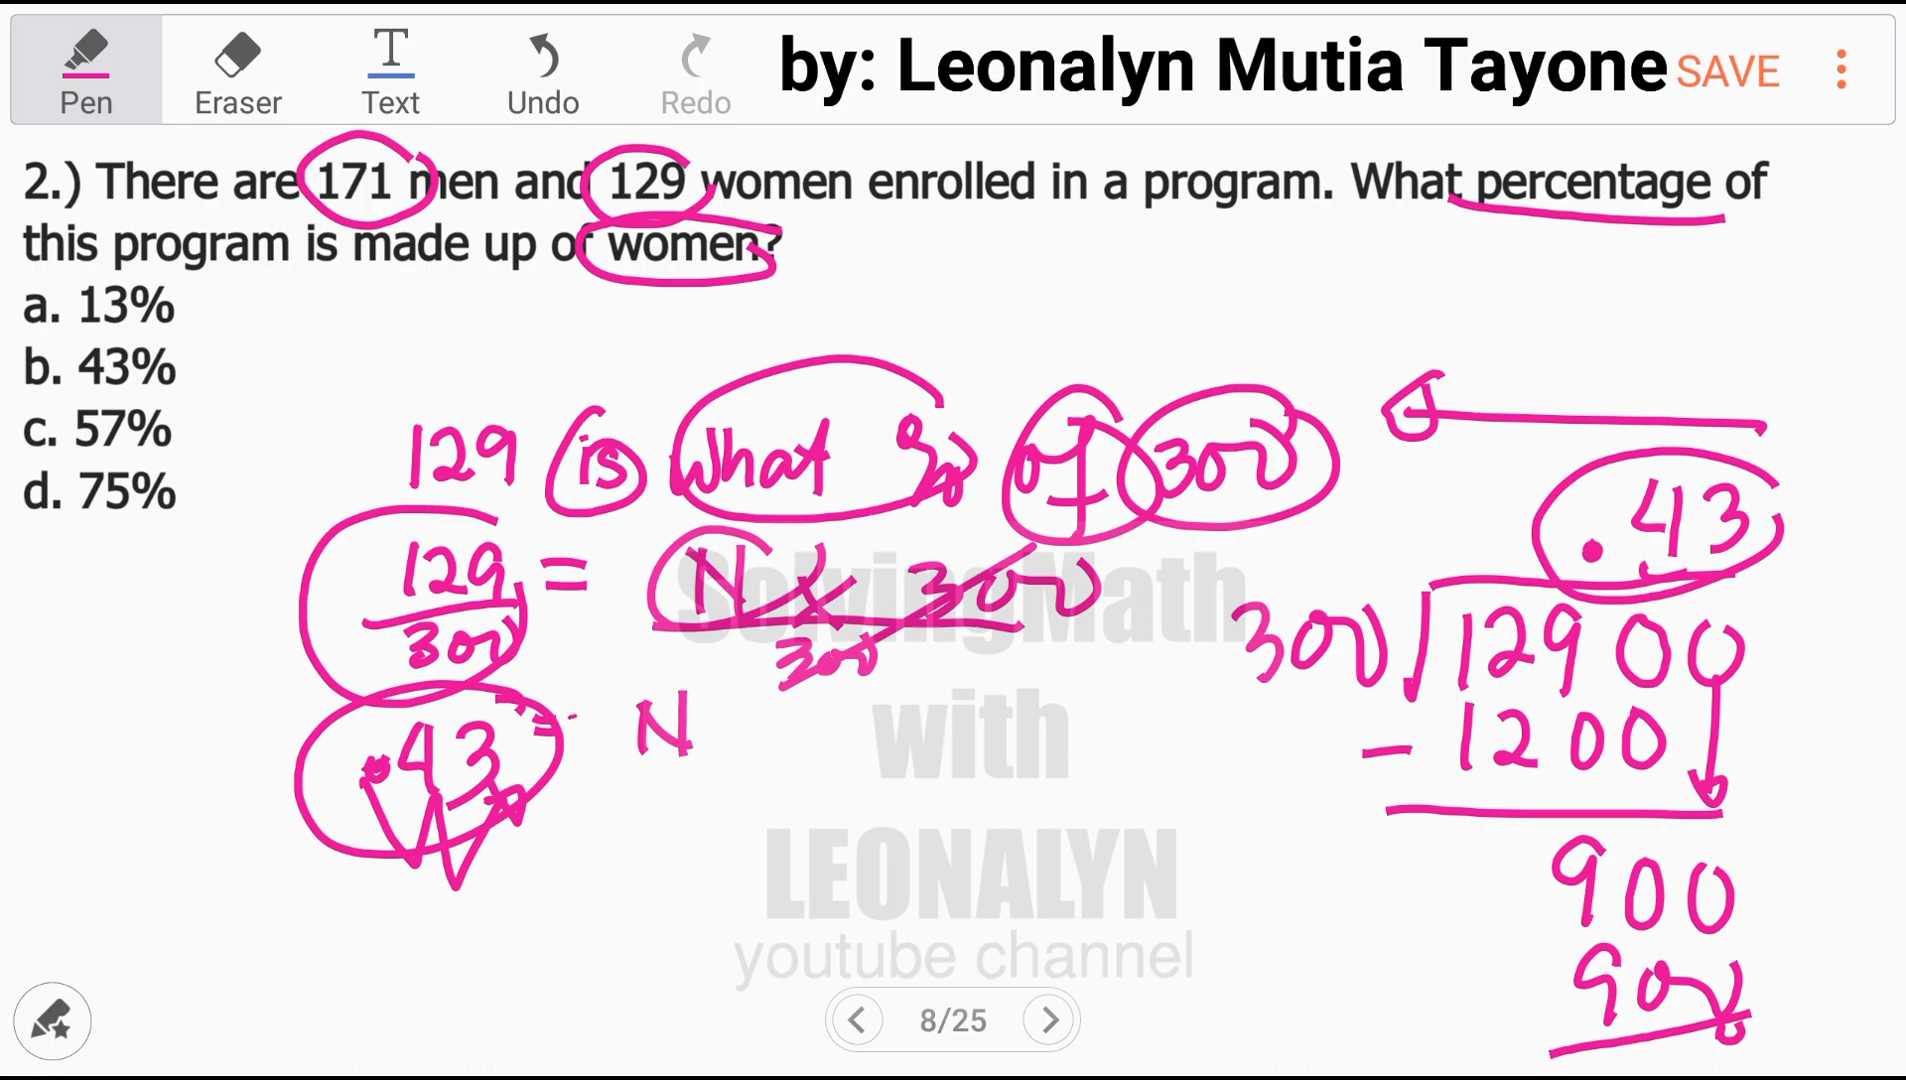 by: Leonalyn Mutia Tayone
SAVE
Pen
Eraser
Text
Undo
Redo
2.) There are 171 men and 129 women enrolled in a program. What percentage of
this program is made up of women?
a. 13%
b. 43%
c. 57%
d. 75%
129 is what % of 300
129 = N x 300
300 300
.43 = N
.43
300 12900
- 1200
900
900
0
SolvingMath
with
LEONALYN
youtube channel
8/25